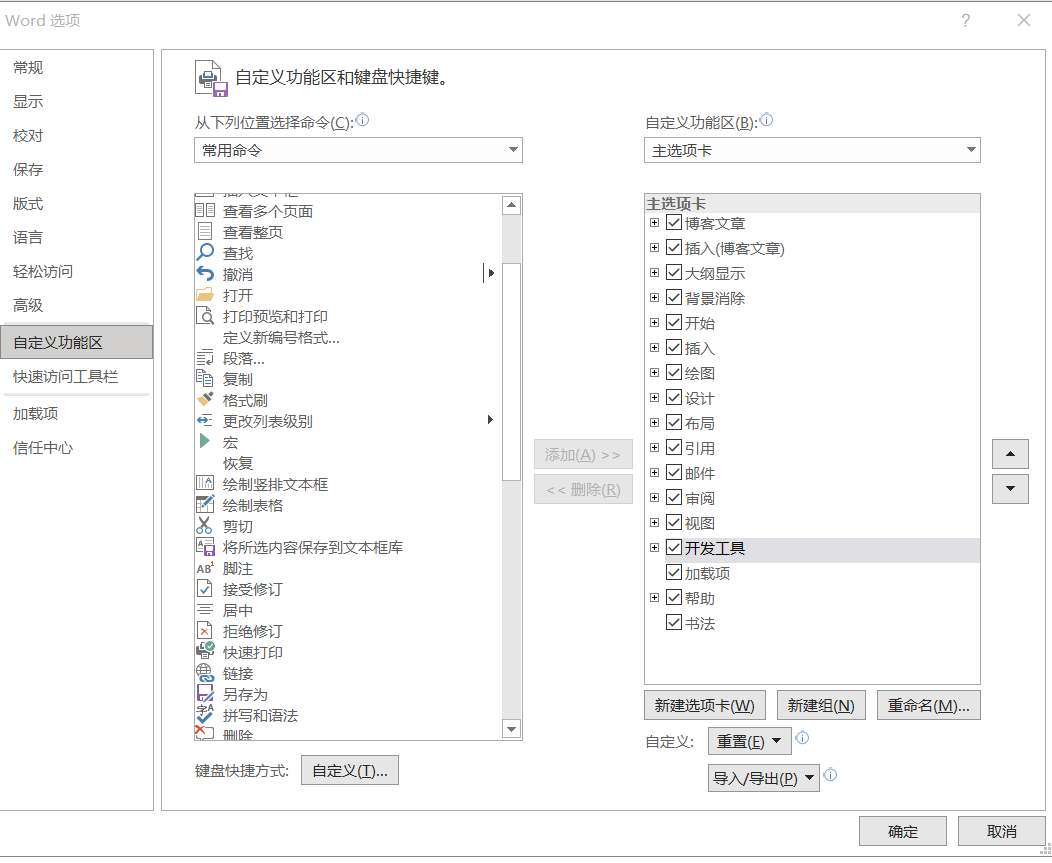 Word 选项
常规
显示
校对
保存
版式
语言
轻松访问
高级
自定义功能区
快速访问工具栏
加载项
信任中心
自定义功能区和键盘快捷键。
从下列位置选择命令(C):
常用命令
查看多个页面
查看整页
查找
撤消
打开
打印预览和打印
定义新编号格式...
段落...
复制
格式刷
更改列表级别
宏
恢复
绘制竖排文本框
绘制表格
剪切
将所选内容保存到文本框库
脚注
接受修订
居中
拒绝修订
快速打印
链接
另存为
拼写和语法
删除
键盘快捷方式:
自定义(T)...
添加(A) >>
<< 删除(R)
自定义功能区(B):
主选项卡
主选项卡
博客文章
插入(博客文章)
大纲显示
背景消除
开始
插入
绘图
设计
布局
引用
邮件
审阅
视图
开发工具
加载项
帮助
书法
新建选项卡(W)
新建组(N)
重命名(M)...
自定义:
重置(E)
导入/导出(P)
确定
取消